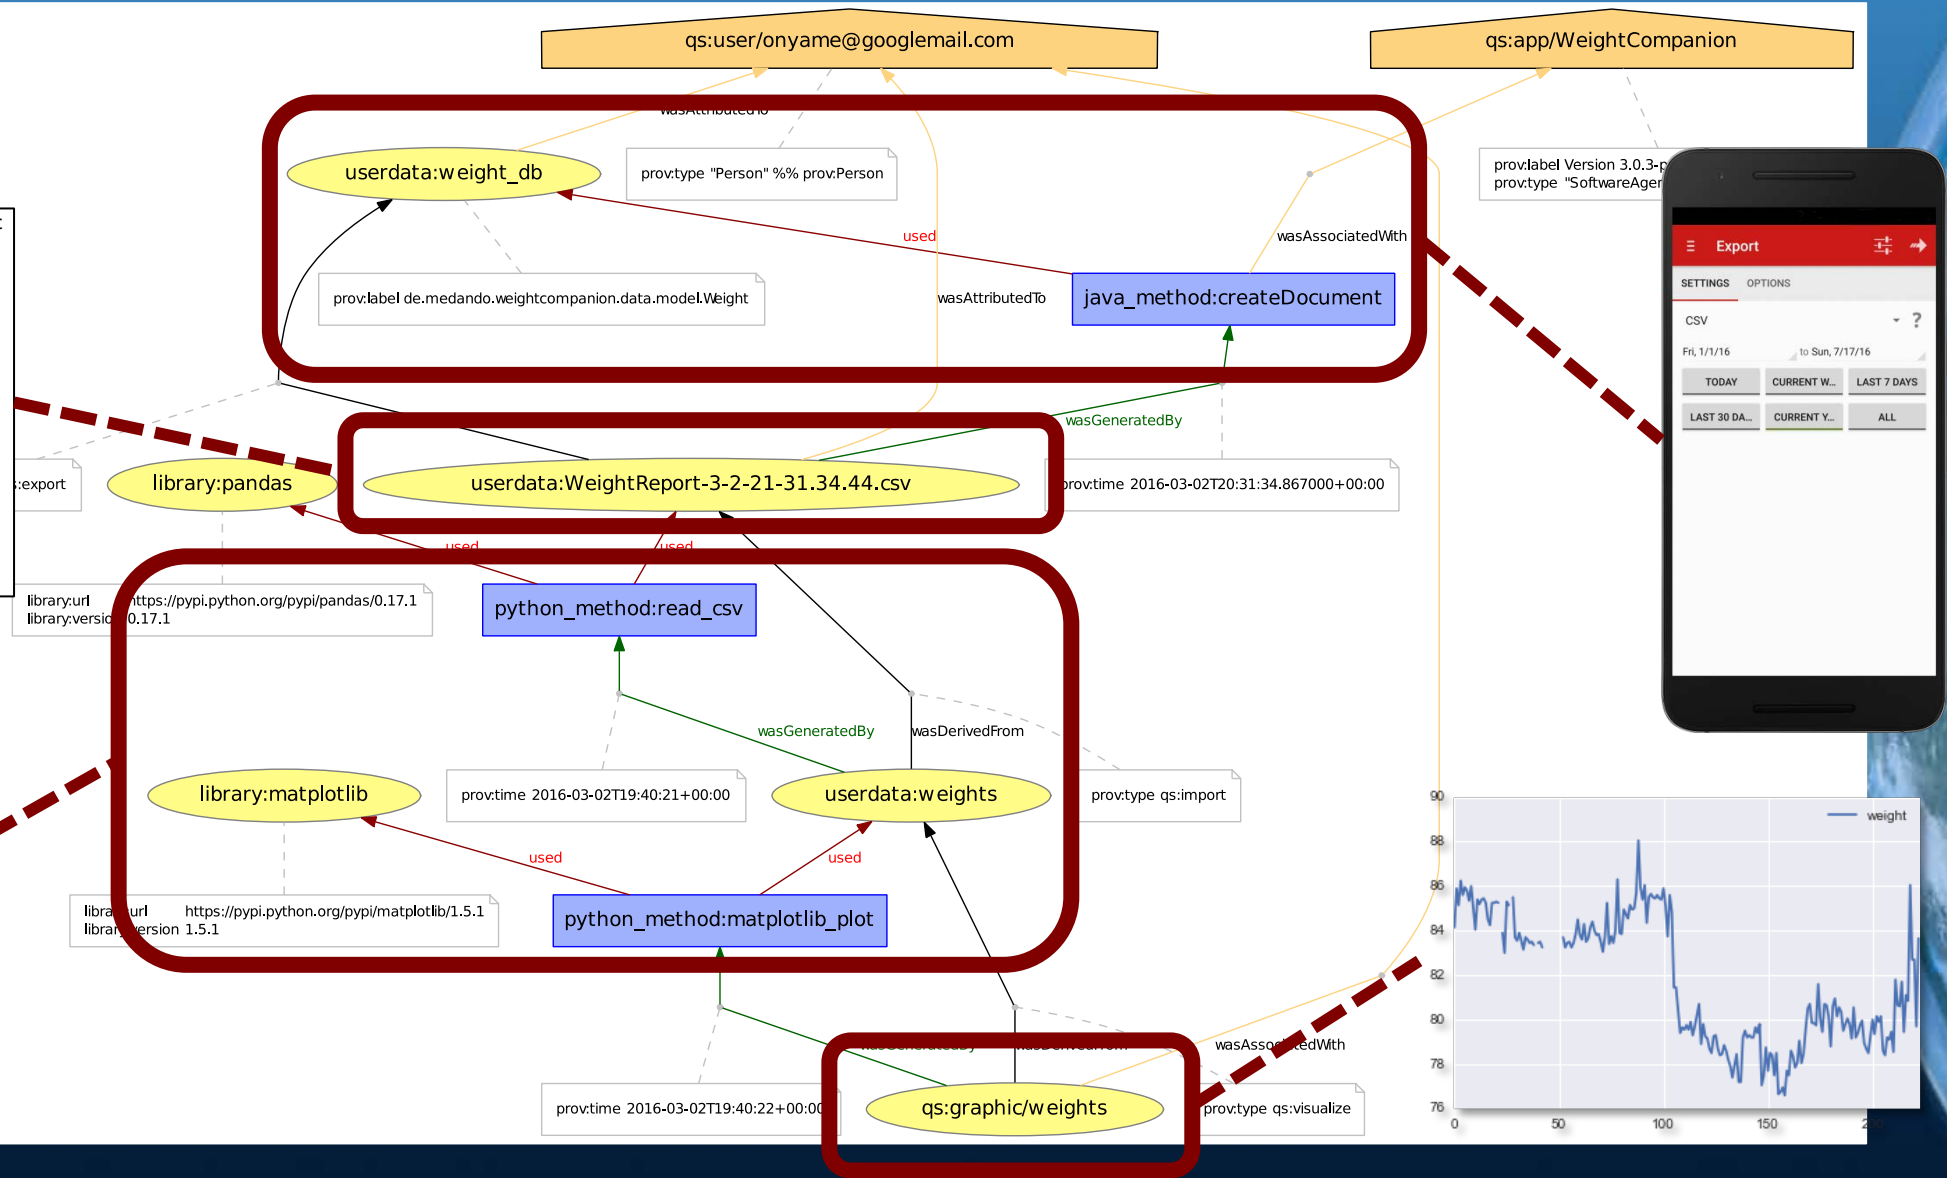 qs:user/onyame@googlemail.com
qs:app/WeightCompanion
wasAttributedTo
userdata:weight_db
prov:type "Person" %% prov:Person
prov:label Version 3.0.3-p
prov:type "SoftwareAger
used
wasAssociatedWith
prov:label de.medando.weightcompanion.data.model.Weight
wasAttributedTo
java_method:createDocument
Export
SETTINGS OPTIONS
CSV ?
Fri, 1/1/16 to Sun, 7/17/16
TODAY CURRENT W... LAST 7 DAYS
LAST 30 DA... CURRENT Y... ALL
wasGeneratedBy
:export
library:pandas
userdata:WeightReport-3-2-21-31.34.44.csv
prov:time 2016-03-02T20:31:34.867000+00:00
used
used
library:url https://pypi.python.org/pypi/pandas/0.17.1
library:version 0.17.1
python_method:read_csv
wasGeneratedBy
wasDerivedFrom
library:matplotlib
prov:time 2016-03-02T19:40:21+00:00
userdata:weights
prov:type qs:import
used
used
library:url https://pypi.python.org/pypi/matplotlib/1.5.1
library:version 1.5.1
python_method:matplotlib_plot
wasGeneratedBy
wasDerivedFrom
wasAssociatedWith
prov:time 2016-03-02T19:40:22+00:00
qs:graphic/weights
prov:type qs:visualize
weight
90
88
86
84
82
80
78
76
0 50 100 150 200